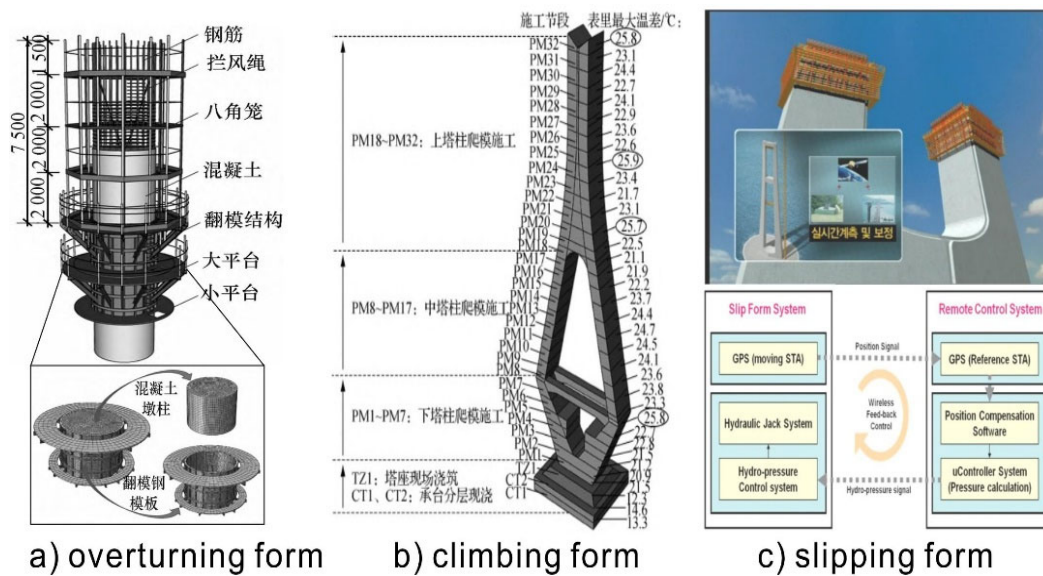 钢筋
拦风绳
八角笼
混凝土
翻模结构
大平台
小平台
7 500
1 500
2 000
2 000
2 000
混凝土
墩柱
翻模钢
模板
a) overturning form
施工节段
表里最大温差/℃:
PM32
PM31
PM30
PM29
PM28
PM27
PM26
PM25
PM24
PM23
PM22
PM21
PM20
PM19
PM18
PM17
PM16
PM15
PM14
PM13
PM12
PM11
PM10
PM9
PM8
PM7
PM6
PM5
PM4
PM3
PM2
PM1
TZ1
CT2
CT1
25.8
23.1
24.4
22.7
24.1
22.9
23.6
22.6
25.9
23.4
21.7
23.1
25.7
22.5
21.1
21.9
22.2
23.7
24.4
24.7
24.5
24.1
23.6
23.8
23.3
25.8
22.7
22.8
21.5
21.9
12.3
14.6
13.3
PM18~PM32：上塔柱爬模施工
PM8~PM17：中塔柱爬模施工
PM1~PM7：下塔柱爬模施工
TZ1：塔座现场浇筑
CT1、CT2：承台分层现浇
b) climbing form
실시간계측 및 보정
Slip Form System
GPS (moving STA)
Hydraulic Jack System
Hydro-pressure
Control system
Position Signal
Wireless
Feed-back
Control
Hydro-pressure signal
Remote Control System
GPS (Reference STA)
Position Compensation
Software
uController System
(Pressure calculation)
c) slipping form